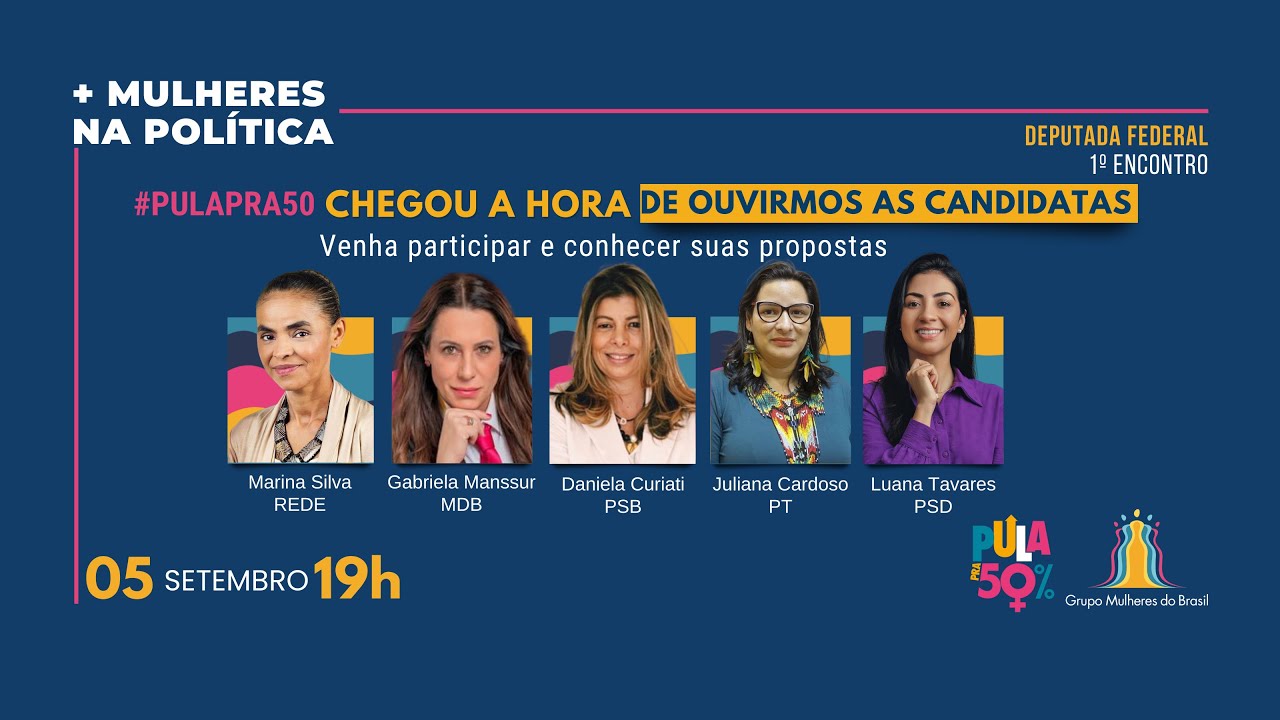 + MULHERES
NA POLÍTICA
DEPUTADA FEDERAL
1º ENCONTRO
#PULAPRA50 CHEGOU A HORA DE OUVIRMOS AS CANDIDATAS
Venha participar e conhecer suas propostas
Marina Silva
REDE
Gabriela Manssur
MDB
Daniela Curiati
PSB
Juliana Cardoso
PT
Luana Tavares
PSD
05 SETEMBRO 19h
PULA
PRA 50%
Grupo Mulheres do Brasil